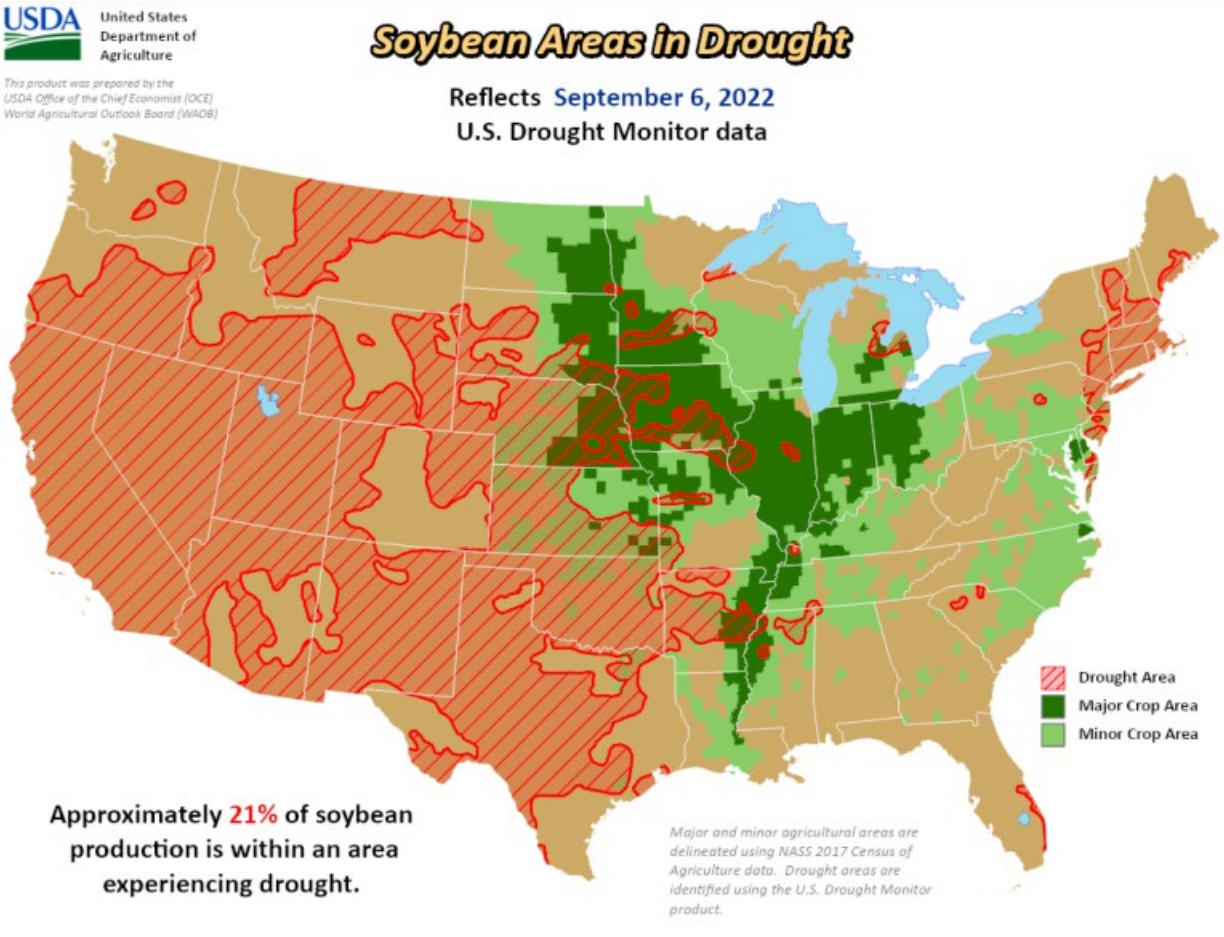 USDA
United States
Department of
Agriculture
This product was prepared by the
USDA Office of the Chief Economist (OCE)
World Agricultural Outlook Board (WAOB)
Soybean Areas in Drought
Reflects September 6, 2022
U.S. Drought Monitor data
Drought Area
Major Crop Area
Minor Crop Area
Approximately 21% of soybean
production is within an area
experiencing drought.
Major and minor agricultural areas are
delineated using NASS 2017 Census of
Agriculture data. Drought areas are
identified using the U.S. Drought Monitor
product.